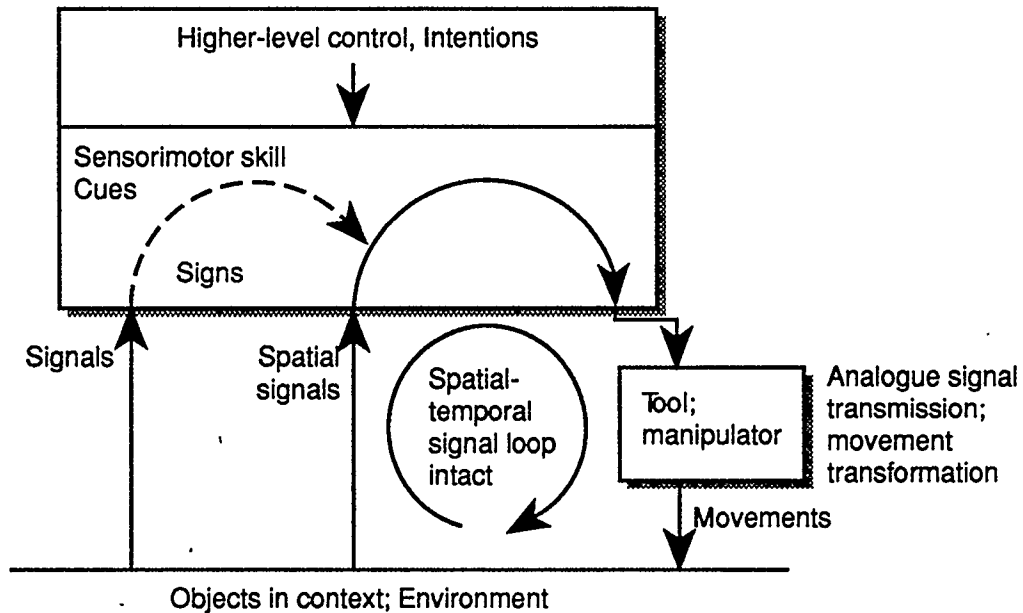 Higher-level control, Intentions
Sensorimotor skill
Cues
Signs
Signals
Spatial
signals
Spatial-
temporal
signal loop
intact
Tool;
manipulator
Analogue signal
transmission;
movement
transformation
Movements
Objects in context; Environment